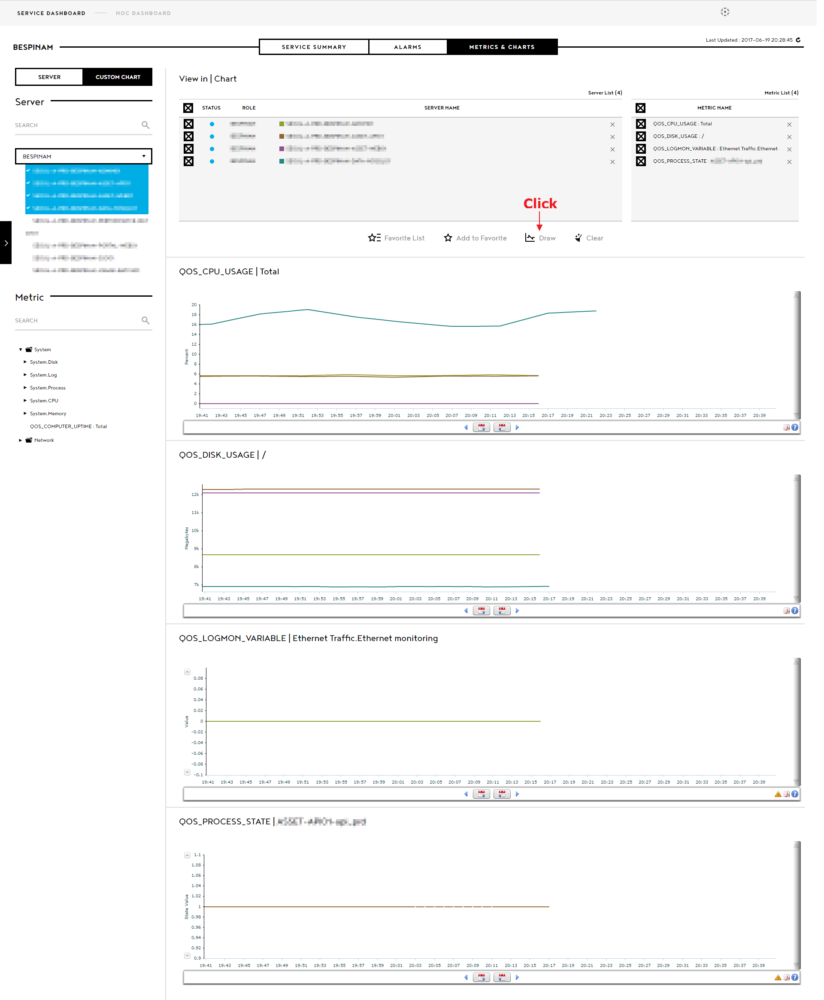 SERVICE DASHBOARD NOC DASHBOARD
Last Updated : 2017-06-19 20:28:45
BESPINAM SERVICE SUMMARY ALARMS METRICS & CHARTS
SERVER CUSTOM CHART
Server
SEARCH
BESPINAM
Metric
SEARCH
System
System.Disk
System.Log
System.Process
System.CPU
System.Memory
QOS_COMPUTER_UPTIME : Total
Network
View in | Chart
Server List (4)
STATUS ROLE SERVER NAME
Metric List (4)
METRIC NAME
QOS_CPU_USAGE : Total
QOS_DISK_USAGE : /
QOS_LOGMON_VARIABLE : Ethernet Traffic.Ethernet
QOS_PROCESS_STATE :
Click
Favorite List Add to Favorite Draw Clear
QOS_CPU_USAGE | Total
Percent
20
18
16
14
12
10
8
6
4
2
0
19:41 19:43 19:45 19:47 19:49 19:51 19:53 19:55 19:57 19:59 20:01 20:03 20:05 20:07 20:09 20:11 20:13 20:15 20:17 20:19 20:21 20:23 20:25 20:27 20:29 20:31 20:33 20:35 20:37 20:39
QOS_DISK_USAGE | /
Megabytes
12k
11k
10k
9k
8k
7k
19:41 19:43 19:45 19:47 19:49 19:51 19:53 19:55 19:57 19:59 20:01 20:03 20:05 20:07 20:09 20:11 20:13 20:15 20:17 20:19 20:21 20:23 20:25 20:27 20:29 20:31 20:33 20:35 20:37 20:39
QOS_LOGMON_VARIABLE | Ethernet Traffic.Ethernet monitoring
Value
0.08
0.06
0.04
0.02
0
-0.02
-0.04
-0.06
-0.08
-0.1
19:41 19:43 19:45 19:47 19:49 19:51 19:53 19:55 19:57 19:59 20:01 20:03 20:05 20:07 20:09 20:11 20:13 20:15 20:17 20:19 20:21 20:23 20:25 20:27 20:29 20:31 20:33 20:35 20:37 20:39
QOS_PROCESS_STATE |
State Value
1.1
1.08
1.06
1.04
1.02
1
0.98
0.96
0.94
0.92
0.9
19:41 19:43 19:45 19:47 19:49 19:51 19:53 19:55 19:57 19:59 20:01 20:03 20:05 20:07 20:09 20:11 20:13 20:15 20:17 20:19 20:21 20:23 20:25 20:27 20:29 20:31 20:33 20:35 20:37 20:39